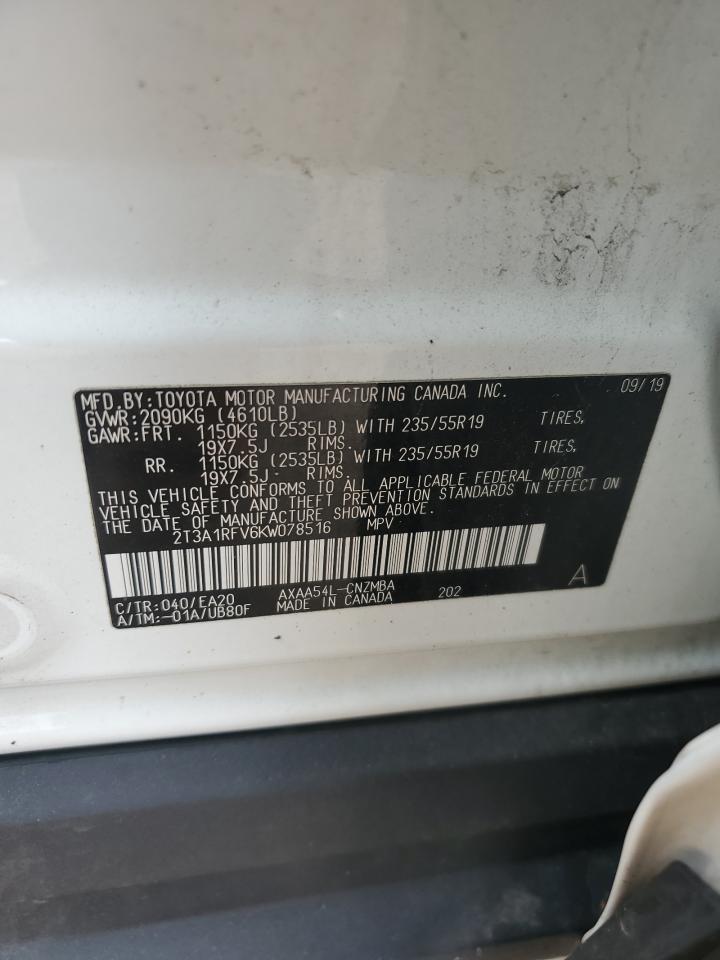 MFD.BY:TOYOTA MOTOR MANUFACTURING CANADA INC. 09/19
GVWR:2090KG (4610LB)
GAWR:FRT. 1150KG (2535LB) WITH 235/55R19 TIRES,
19X7.5J RIMS.
RR. 1150KG (2535LB) WITH 235/55R19 TIRES,
19X7.5J RIMS.
THIS VEHICLE CONFORMS TO ALL APPLICABLE FEDERAL MOTOR
VEHICLE SAFETY AND THEFT PREVENTION STANDARDS IN EFFECT ON
THE DATE OF MANUFACTURE SHOWN ABOVE.
2T3A1RFV6KW078516 MPV
C/TR:040/EA20 AXAA54L-CNZMBA 202 A
A/TM:-01A/UB80F MADE IN CANADA